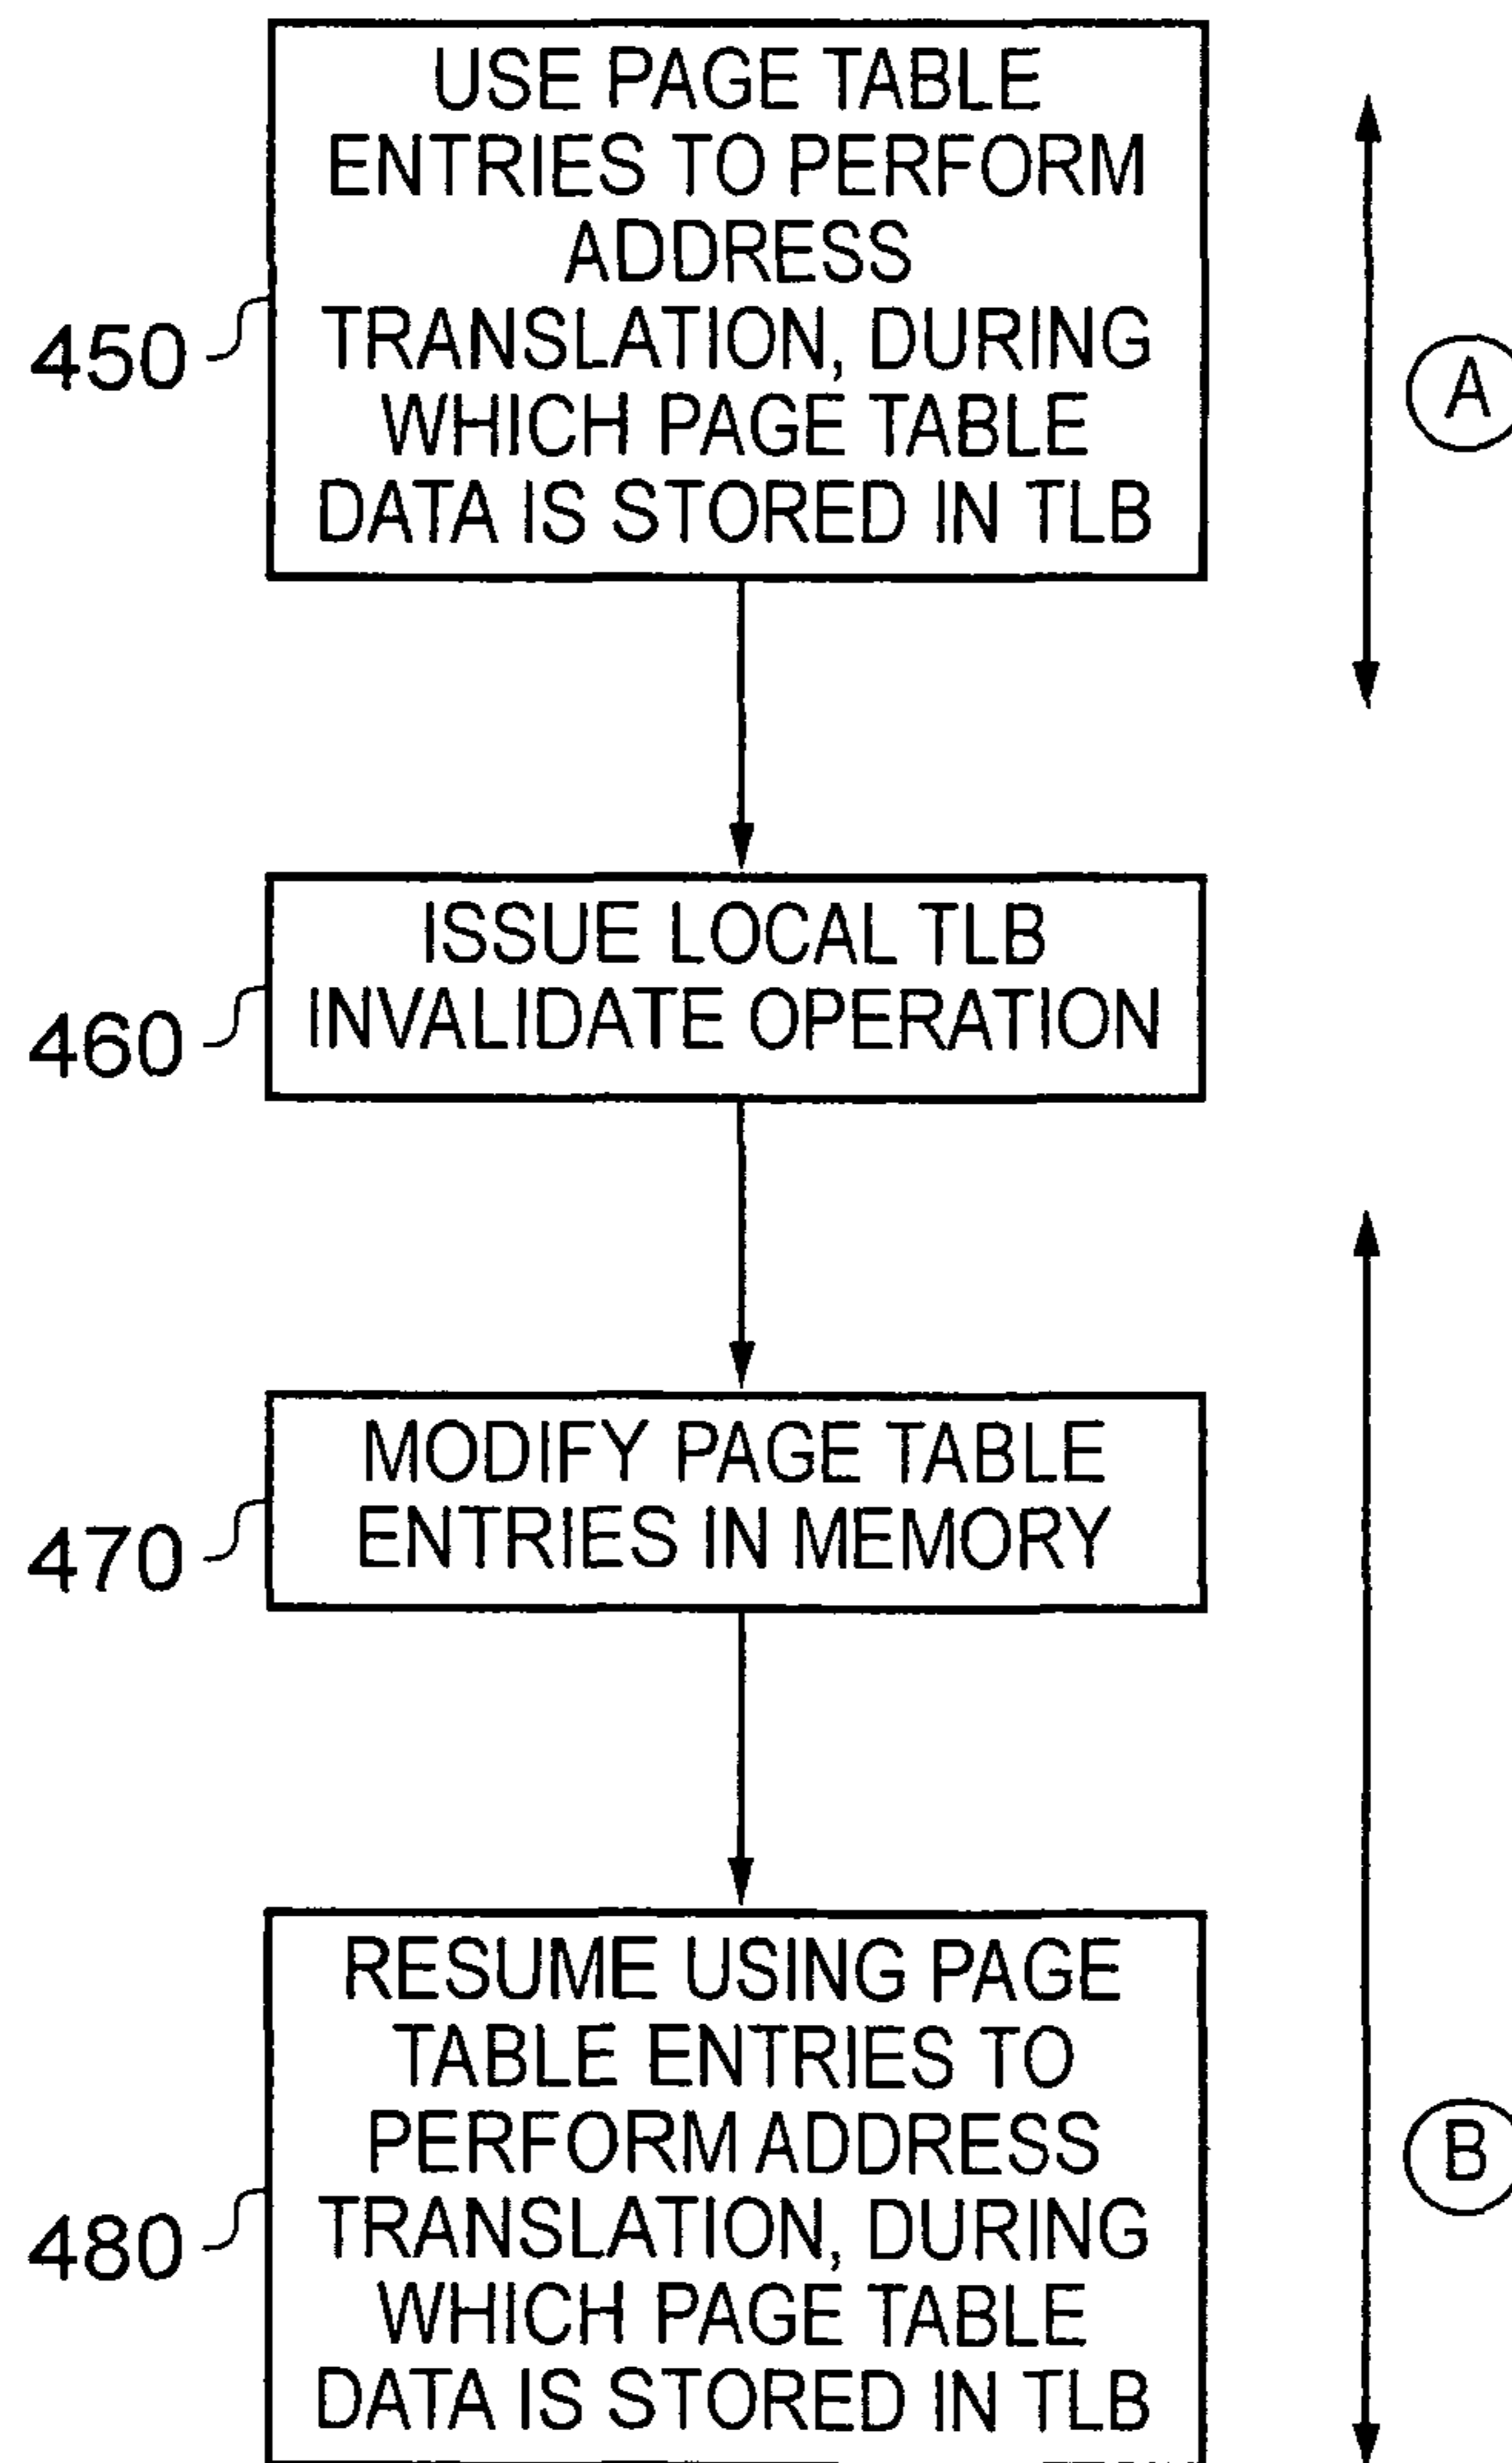 USE PAGE TABLE
ENTRIES TO PERFORM
ADDRESS
TRANSLATION, DURING
WHICH PAGE TABLE
DATA IS STORED IN TLB
450
A
ISSUE LOCAL TLB
INVALIDATE OPERATION
460
MODIFY PAGE TABLE
ENTRIES IN MEMORY
470
RESUME USING PAGE
TABLE ENTRIES TO
PERFORM ADDRESS
TRANSLATION, DURING
WHICH PAGE TABLE
DATA IS STORED IN TLB
480
B